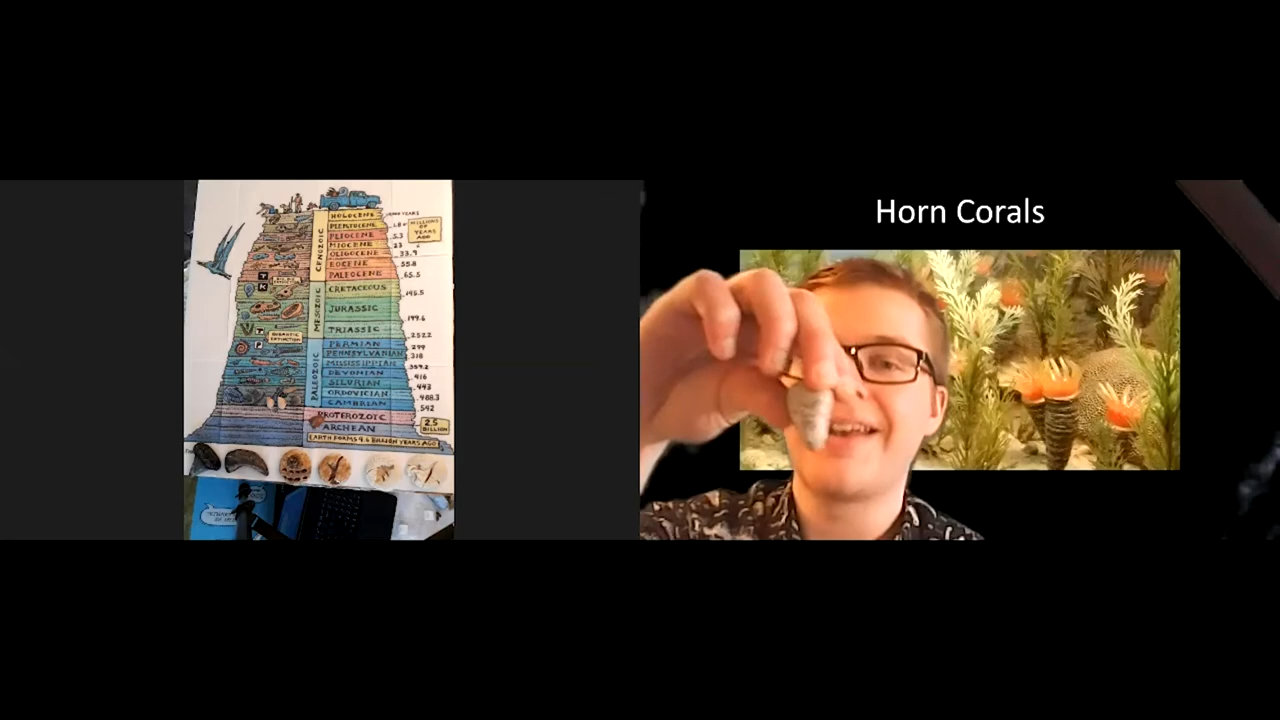 HOLOCENE
PLEISTOCENE
1.8
MILLIONS
OF
YEARS
AGO
PLIOCENE
5.3
MIOCENE
23
OLIGOCENE
33.9
EOCENE
55.8
PALEOCENE
65.5
CENOZOIC
CRETACEOUS
145.5
JURASSIC
199.6
TRIASSIC
252.2
MESOZOIC
PERMIAN
299
PENNSYLVANIAN
318
MISSISSIPPIAN
359.2
DEVONIAN
416
SILURIAN
443
ORDOVICIAN
488.3
CAMBRIAN
542
PALEOZOIC
PROTEROZOIC
2.5
BILLION
ARCHEAN
EARTH FORMS 4.6 BILLION YEARS AGO
Horn Corals